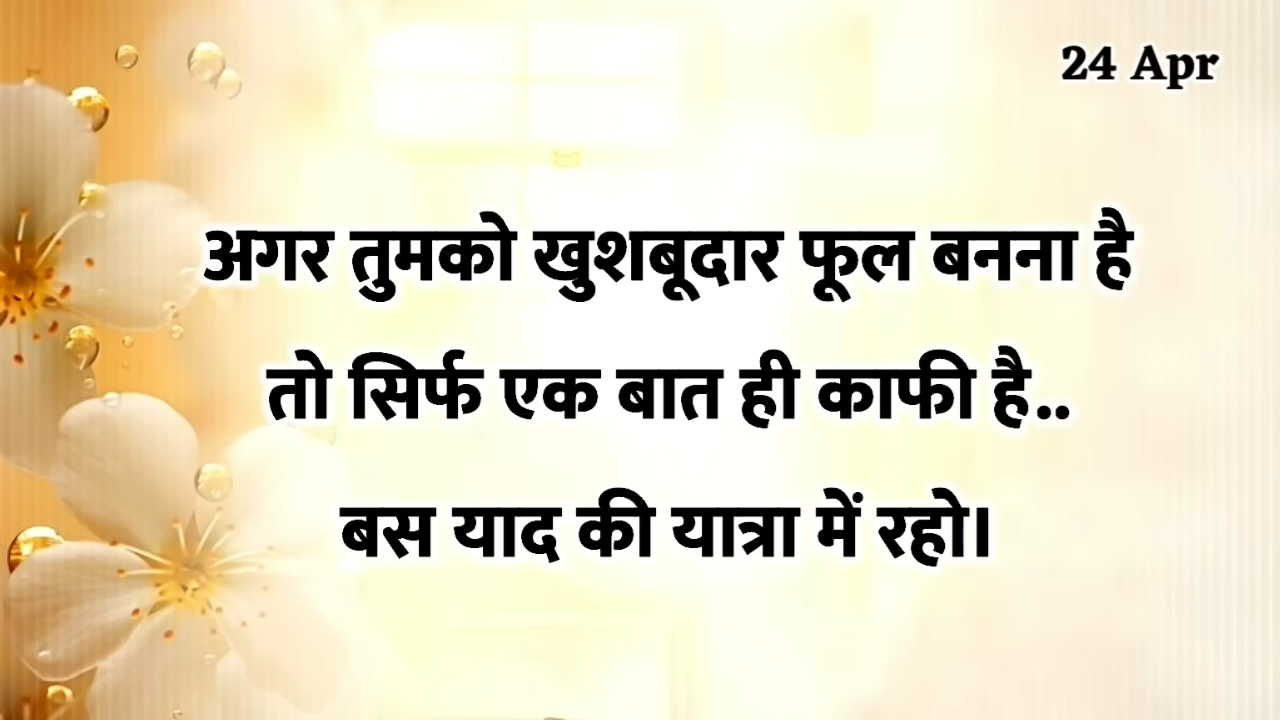 24 Apr
अगर तुमको खुशबूदार फूल बनना है
तो सिर्फ एक बात ही काफी है..
बस याद की यात्रा में रहो।